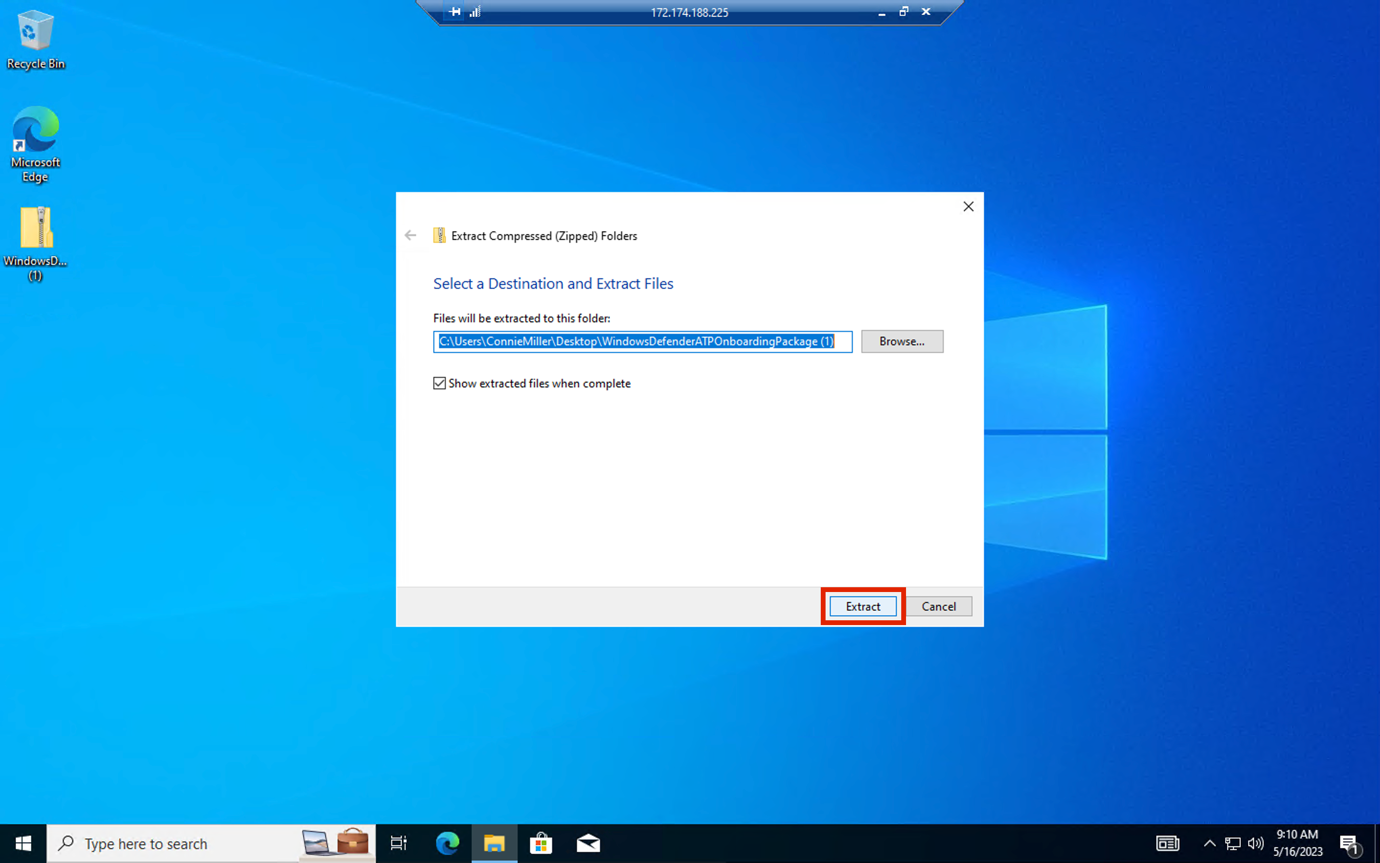 172.174.188.225
Recycle Bin
Microsoft
Edge
WindowsD...
(1)
Extract Compressed (Zipped) Folders
Select a Destination and Extract Files
Files will be extracted to this folder:
C:\Users\ConnieMiller\Desktop\WindowsDefenderATPOnboardingPackage (1)
Browse...
Show extracted files when complete
Extract
Cancel
Type here to search
9:10 AM
5/16/2023
1